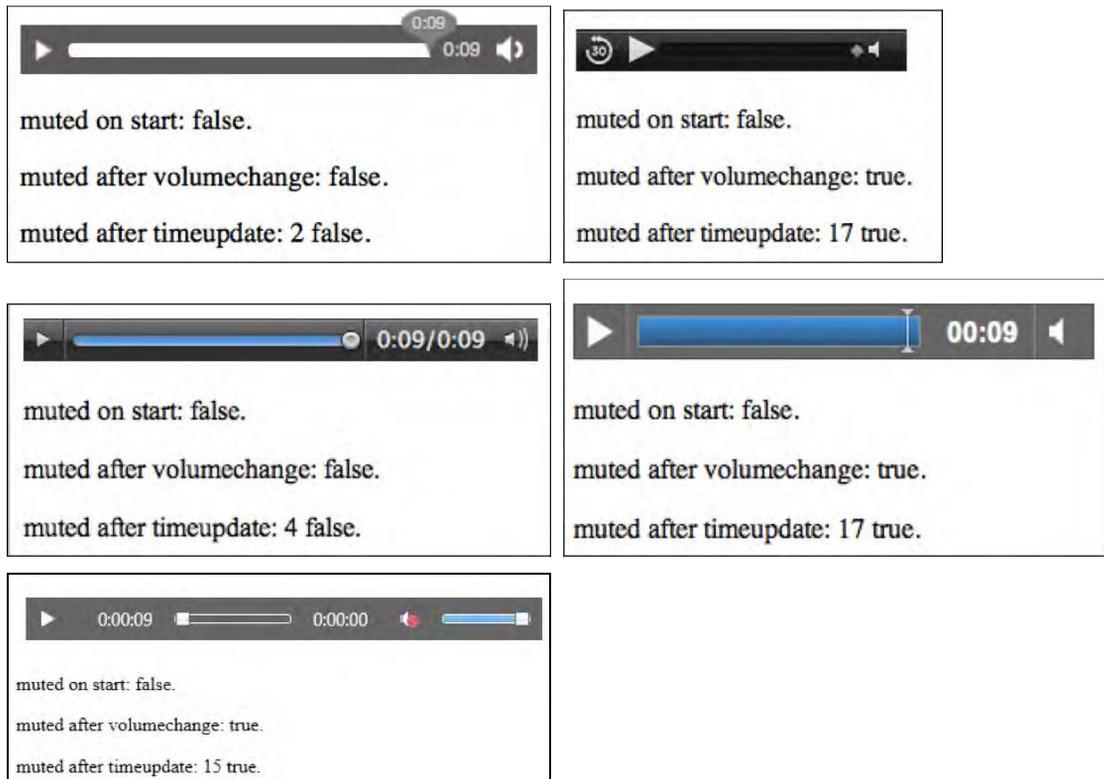 0:09
0:09
muted on start: false.
muted after volumechange: false.
muted after timeupdate: 2 false.
30
muted on start: false.
muted after volumechange: true.
muted after timeupdate: 17 true.
0:09/0:09
muted on start: false.
muted after volumechange: false.
muted after timeupdate: 4 false.
00:09
muted on start: false.
muted after volumechange: true.
muted after timeupdate: 17 true.
0:00:09 0:00:00
muted on start: false.
muted after volumechange: true.
muted after timeupdate: 15 true.